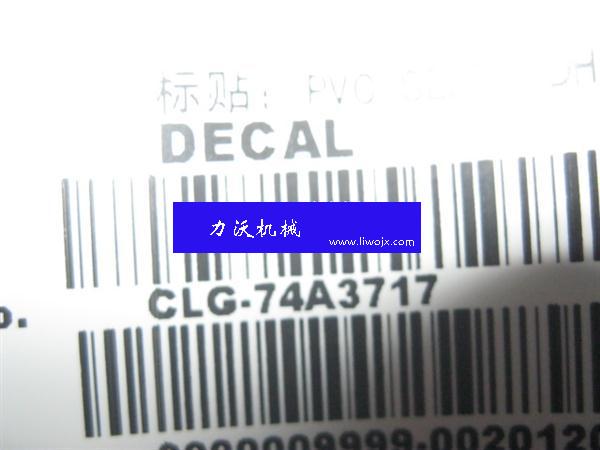 标贴: PVC
DECAL
力沃机械
www.liwojx.com
CLG-74A3717
o.